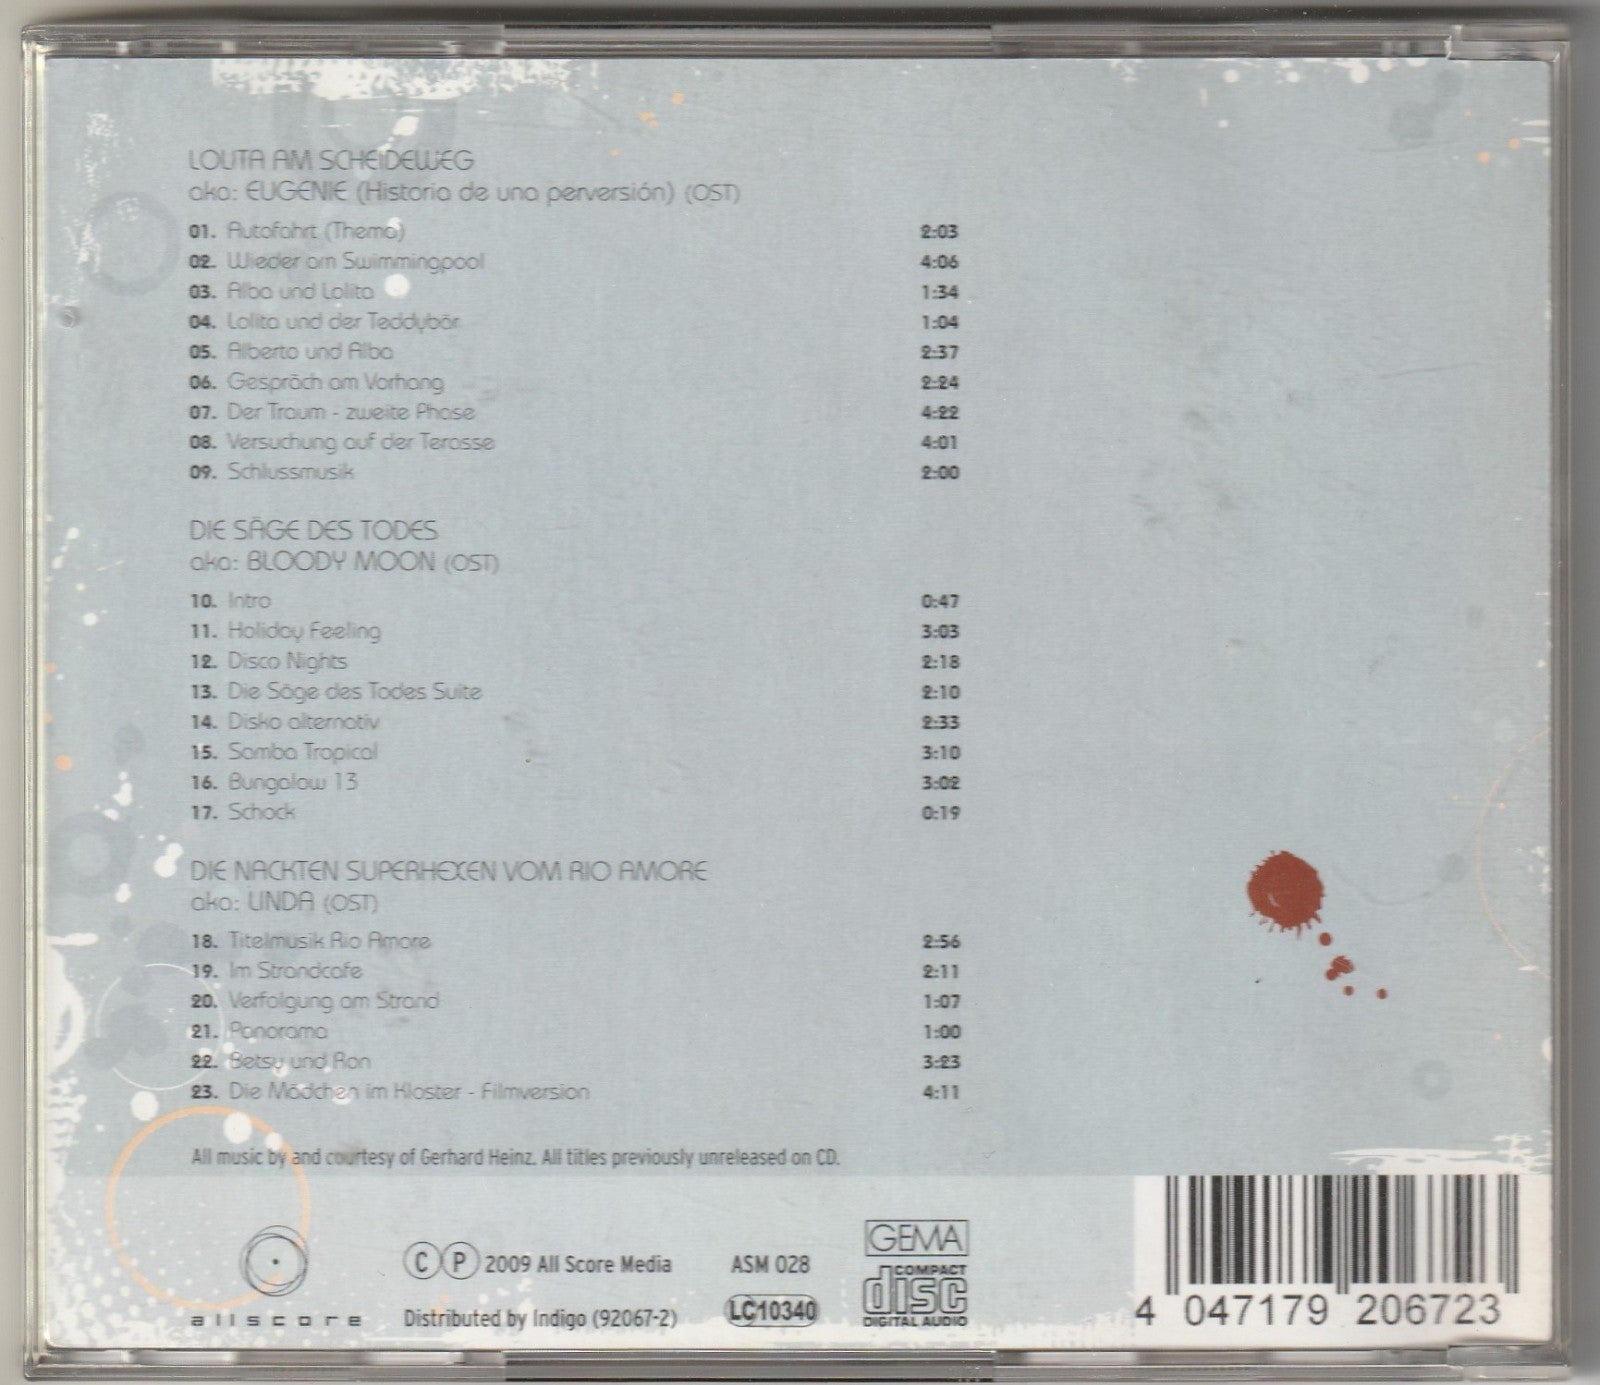 LOLITA AM SCHEIDEWEG
aka: EUGENIE (Historia de una perversión) (OST)
01. Autofahrt (Thema) 2:03
02. Wieder am Swimmingpool 4:06
03. Alba und Lolita 1:34
04. Lolita und der Teddybär 1:04
05. Alberto und Alba 2:37
06. Gespräch am Vorhang 2:24
07. Der Traum - zweite Phase 4:22
08. Versuchung auf der Terasse 4:01
09. Schlussmusik 2:00
DIE SÄGE DES TODES
aka: BLOODY MOON (OST)
10. Intro 0:47
11. Holiday Feeling 3:03
12. Disco Nights 2:18
13. Die Säge des Todes Suite 2:10
14. Disko alternativ 2:33
15. Samba Tropical 3:10
16. Bungalow 13 3:02
17. Schock 0:19
DIE NACKTEN SUPERHEXEN VOM RIO AMORE
aka: LINDA (OST)
18. Titelmusik Rio Amore 2:56
19. Im Strandcafe 2:11
20. Verfolgung am Strand 1:07
21. Panorama 1:00
22. Betsy und Ron 3:23
23. Die Mädchen im Kloster - Filmversion 4:11
All music by and courtesy of Gerhard Heinz. All titles previously unreleased on CD.
allscore
Ⓒ Ⓟ 2009 All Score Media
Distributed by Indigo (92067-2)
ASM 028
LC10340
GEMA
COMPACT
disc
DIGITAL AUDIO
4 047179 206723